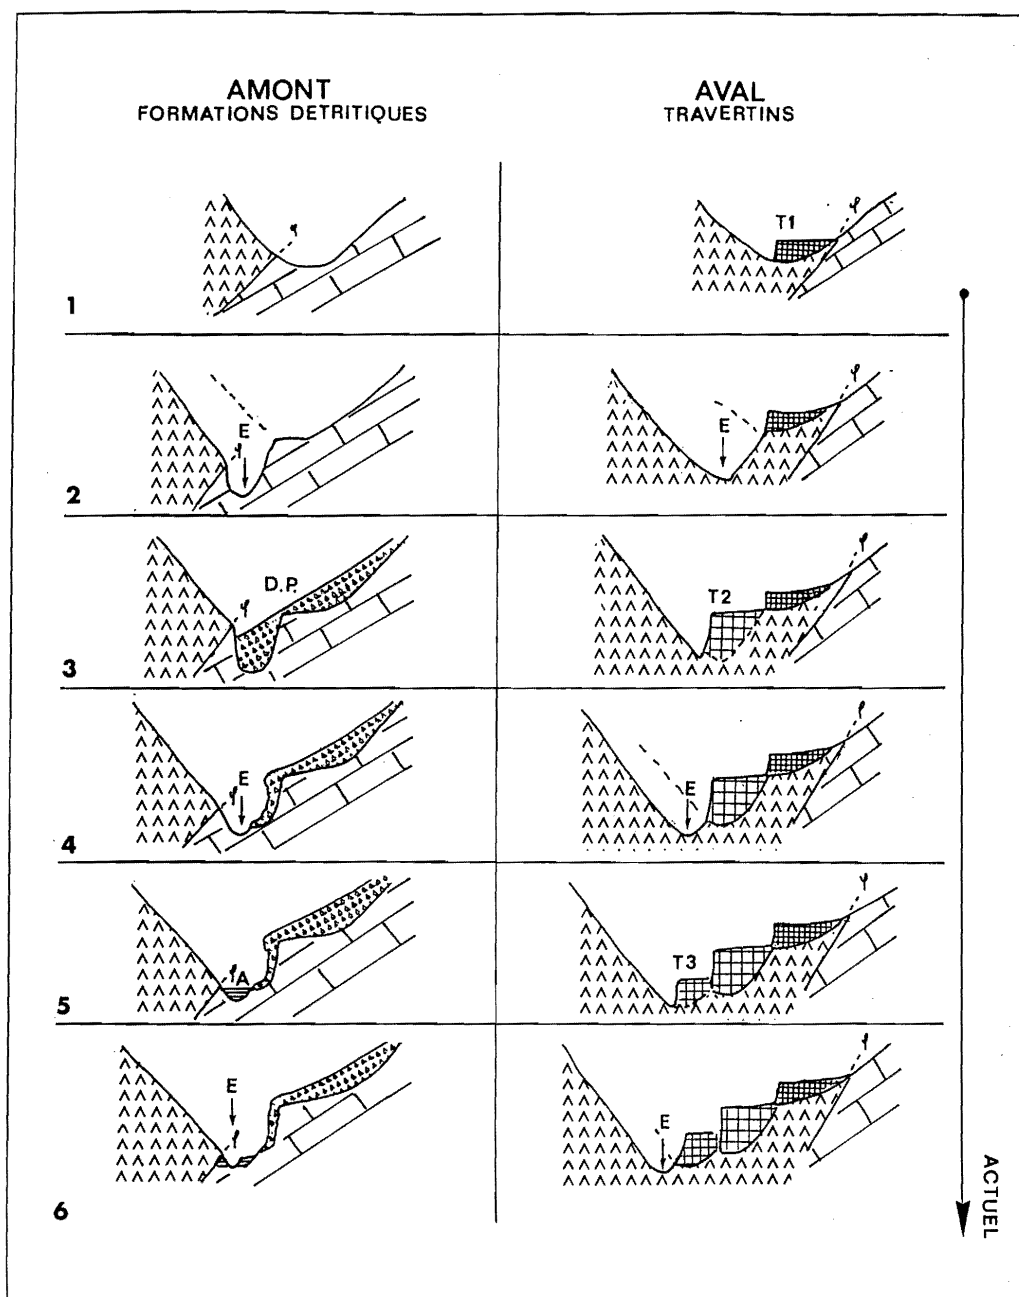 AMONT
FORMATIONS DETRITIQUES
AVAL
TRAVERTINS
T1
φ
φ
1
E
φ
E
φ
2
D.P.
φ
T2
φ
3
E
φ
E
φ
4
φ
A
T3
φ
5
E
φ
E
φ
6
ACTUEL